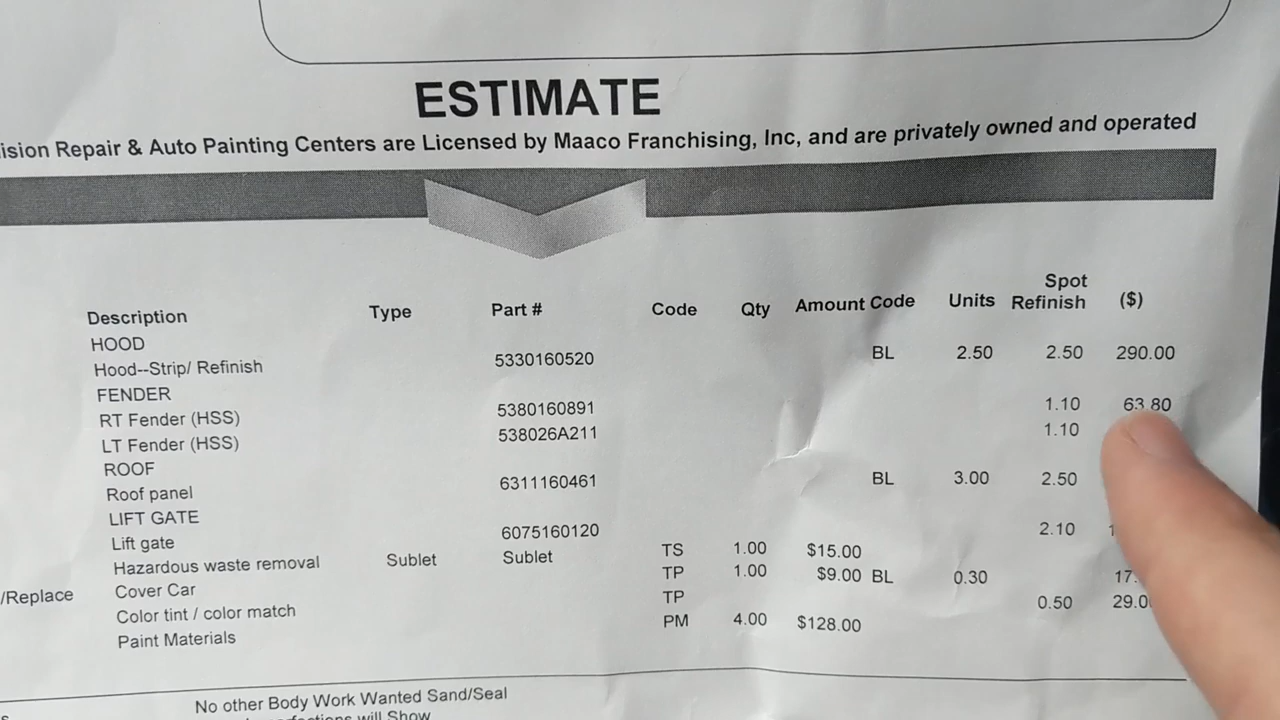 ESTIMATE
Repair & Auto Painting Centers are Licensed by Maaco Franchising, Inc, and are privately owned and operated
Spot
Description Type Part # Code Qty Amount Code Units Refinish ($)
HOOD
Hood--Strip/ Refinish 5330160520 BL 2.50 2.50 290.00
FENDER
RT Fender (HSS) 5380160891 1.10 63.80
LT Fender (HSS) 538026A211 1.10
ROOF
Roof panel 6311160461 BL 3.00 2.50
LIFT GATE
Lift gate 6075160120 2.10
Hazardous waste removal Sublet Sublet TS 1.00 $15.00
/Replace Cover Car TP 1.00 $9.00 BL 0.30 17.
Color tint / color match TP 0.50 29.0
Paint Materials PM 4.00 $128.00
No other Body Work Wanted Sand/Seal
will Show